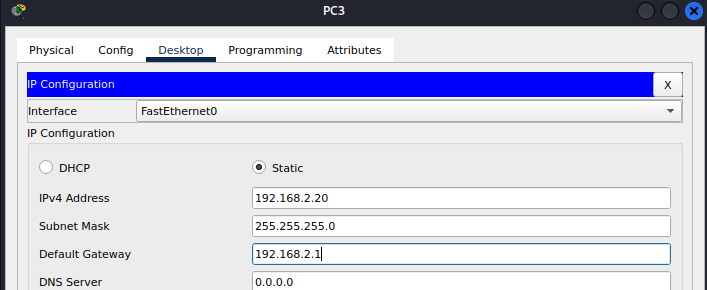 PC3
Physical Config Desktop Programming Attributes
IP Configuration X
Interface FastEthernet0
IP Configuration
DHCP Static
IPv4 Address 192.168.2.20
Subnet Mask 255.255.255.0
Default Gateway 192.168.2.1
DNS Server 0.0.0.0